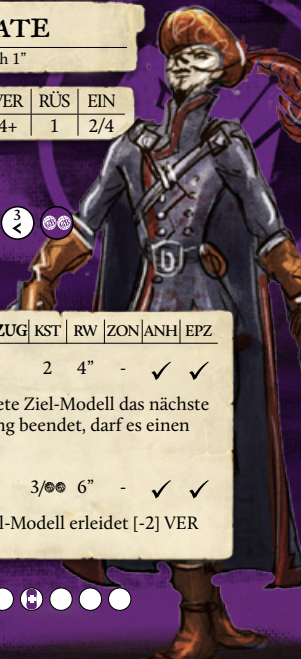 ATE
h 1”
VER RÜS EIN
4+ 1 2/4
3
<
D
ZUG KST RW ZON ANH EPZ
2 4” - ✓ ✓
ete Ziel-Modell das nächste
ng beendet, darf es einen
3/ 6” - ✓ ✓
l-Modell erleidet [-2] VER